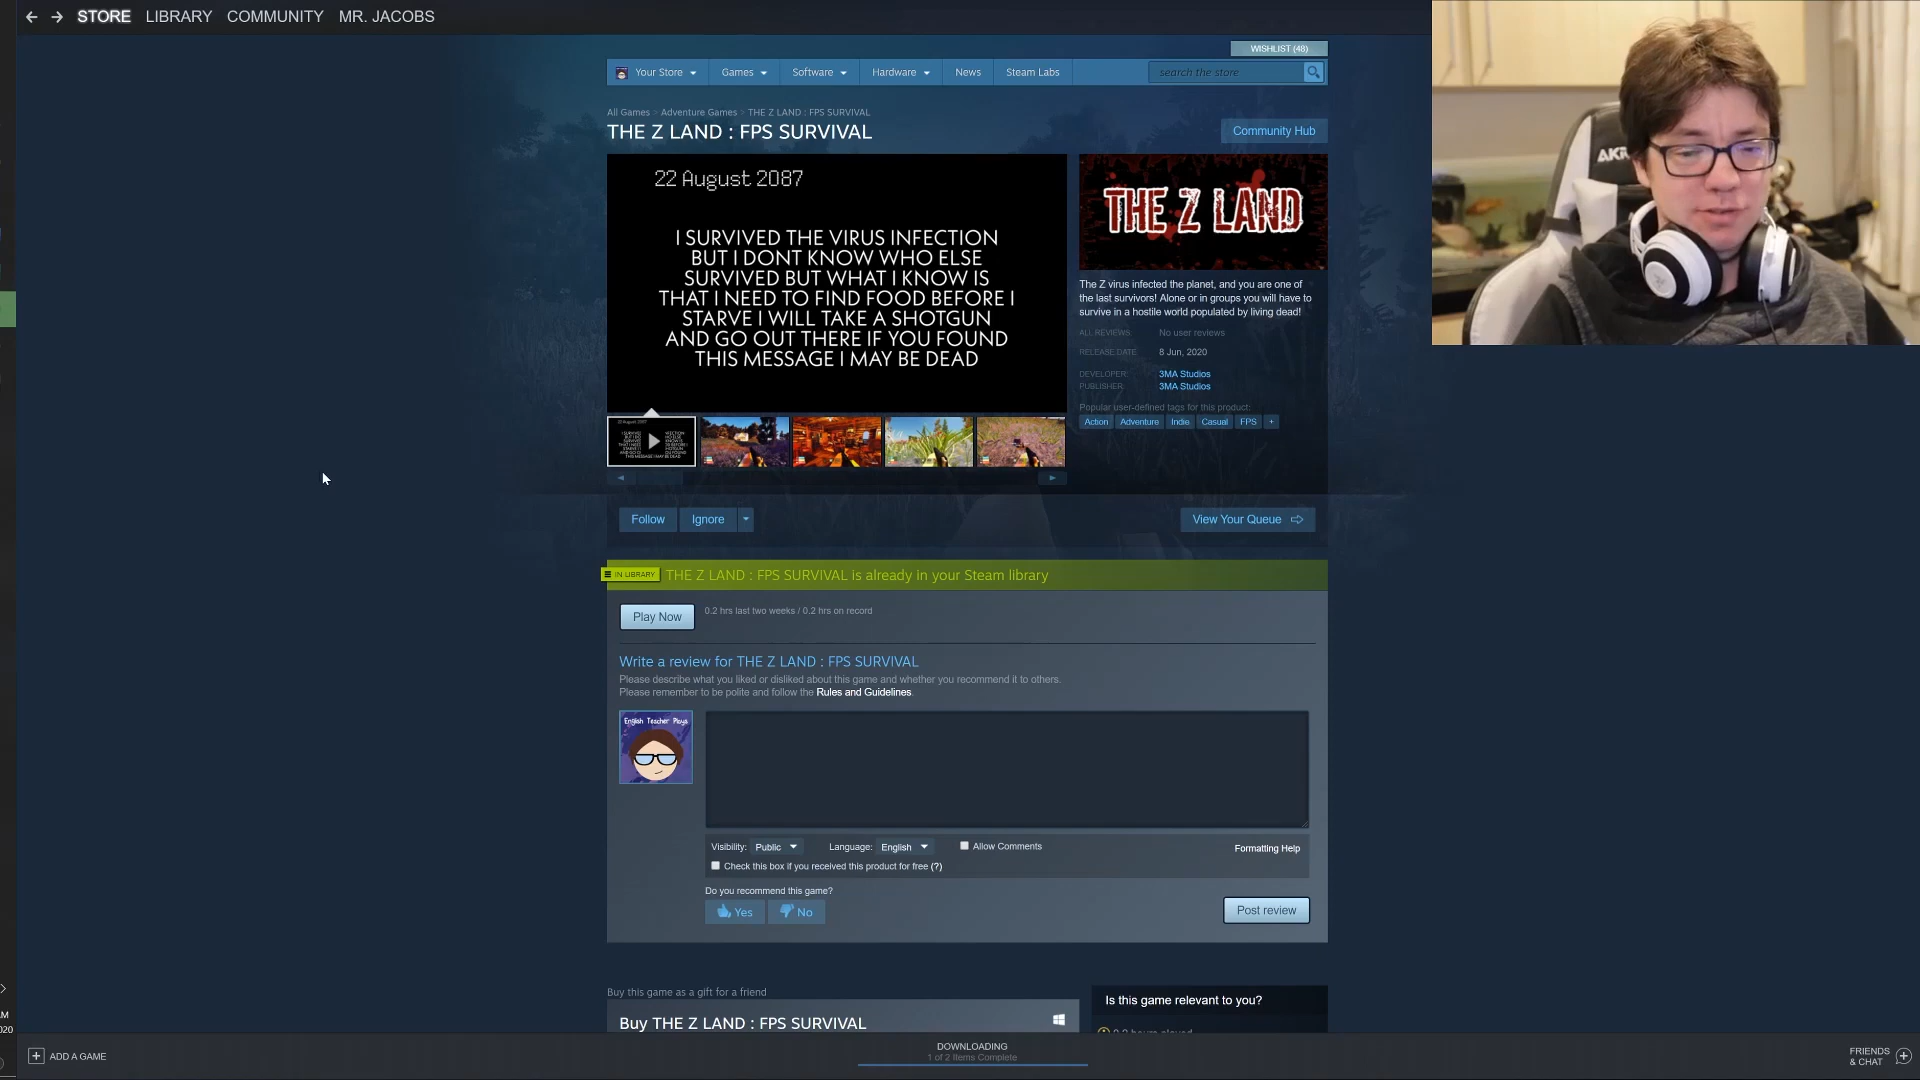 STORE LIBRARY COMMUNITY MR. JACOBS
WISHLIST (48)
Your Store Games Software Hardware News Steam Labs search the store
All Games > Adventure Games > THE Z LAND : FPS SURVIVAL
THE Z LAND : FPS SURVIVAL
Community Hub
22 August 2087
I SURVIVED THE VIRUS INFECTION
BUT I DONT KNOW WHO ELSE
SURVIVED BUT WHAT I KNOW IS
THAT I NEED TO FIND FOOD BEFORE I
STARVE I WILL TAKE A SHOTGUN
AND GO OUT THERE IF YOU FOUND
THIS MESSAGE I MAY BE DEAD
THE Z LAND
The Z virus infected the planet, and you are one of
the last survivors! Alone or in groups you will have to
survive in a hostile world populated by living dead!
ALL REVIEWS: No user reviews
RELEASE DATE: 8 Jun, 2020
DEVELOPER: 3MA Studios
PUBLISHER: 3MA Studios
Popular user-defined tags for this product:
Action Adventure Indie Casual FPS +
AKR
Follow Ignore View Your Queue
IN LIBRARY THE Z LAND : FPS SURVIVAL is already in your Steam library
Play Now 0.2 hrs last two weeks / 0.2 hrs on record
Write a review for THE Z LAND : FPS SURVIVAL
Please describe what you liked or disliked about this game and whether you recommend it to others.
Please remember to be polite and follow the Rules and Guidelines.
English Teacher Plays
Visibility: Public Language: English Allow Comments Formatting Help
Check this box if you received this product for free (?)
Do you recommend this game?
Yes No Post review
Buy this game as a gift for a friend
Is this game relevant to you?
Buy THE Z LAND : FPS SURVIVAL
ADD A GAME
DOWNLOADING
1 of 2 Items Complete
FRIENDS
& CHAT